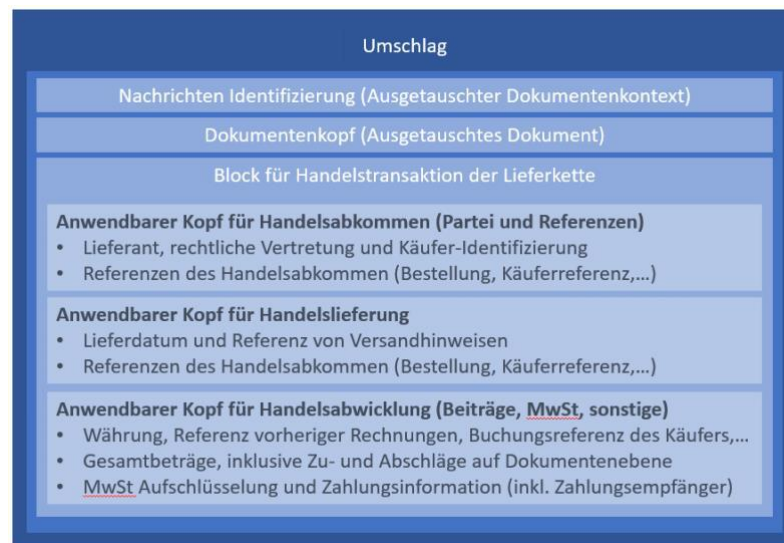 Umschlag
Nachrichten Identifizierung (Ausgetauschter Dokumentenkontext)
Dokumentenkopf (Ausgetauschtes Dokument)
Block für Handelstransaktion der Lieferkette
Anwendbarer Kopf für Handelsabkommen (Partei und Referenzen)
• Lieferant, rechtliche Vertretung und Käufer-Identifizierung
• Referenzen des Handelsabkommen (Bestellung, Käuferreferenz,…)
Anwendbarer Kopf für Handelslieferung
• Lieferdatum und Referenz von Versandhinweisen
• Referenzen des Handelsabkommen (Bestellung, Käuferreferenz,…)
Anwendbarer Kopf für Handelsabwicklung (Beiträge, MwSt, sonstige)
• Währung, Referenz vorheriger Rechnungen, Buchungsreferenz des Käufers,…
• Gesamtbeträge, inklusive Zu- und Abschläge auf Dokumentenebene
• MwSt Aufschlüsselung und Zahlungsinformation (inkl. Zahlungsempfänger)